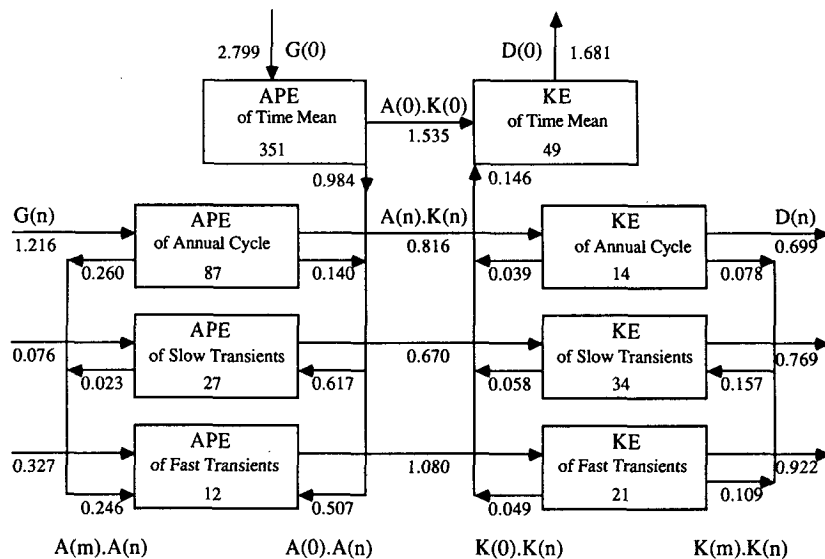 2.799 G(0) D(0) 1.681
APE KE
of Time Mean A(0).K(0) of Time Mean
351 1.535 49
0.984 0.146
G(n) APE A(n).K(n) KE D(n)
1.216 of Annual Cycle 0.816 of Annual Cycle 0.699
0.260 87 0.140 0.039 14 0.078
APE KE
0.076 of Slow Transients 0.670 of Slow Transients 0.769
0.023 27 0.617 0.058 34 0.157
APE KE
0.327 of Fast Transients 1.080 of Fast Transients 0.922
0.246 12 0.507 0.049 21 0.109
A(m).A(n) A(0).A(n) K(0).K(n) K(m).K(n)